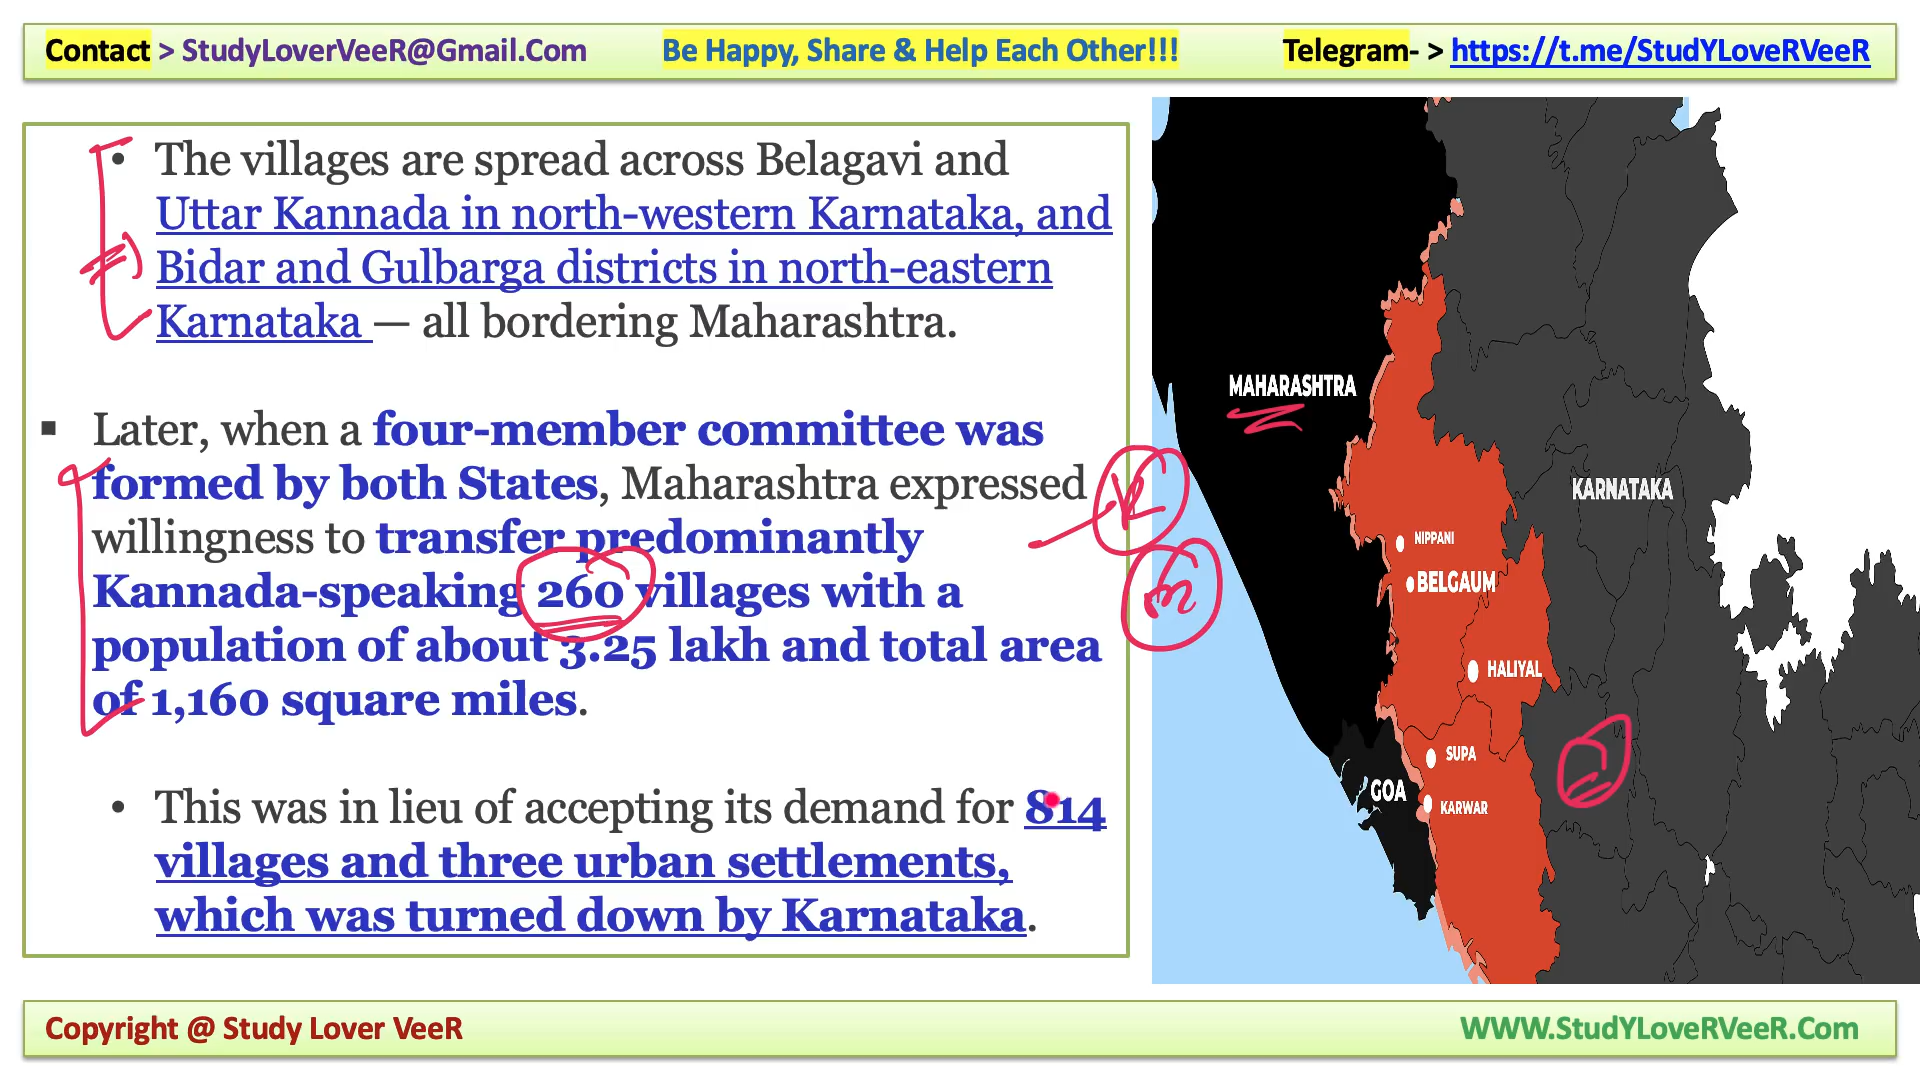 Contact > StudyLoverVeeR@Gmail.Com Be Happy, Share & Help Each Other!!! Telegram- > https://t.me/StudYLoveRVeeR
• The villages are spread across Belagavi and
Uttar Kannada in north-western Karnataka, and
Bidar and Gulbarga districts in north-eastern
Karnataka — all bordering Maharashtra.
▪ Later, when a four-member committee was
formed by both States, Maharashtra expressed
willingness to transfer predominantly
Kannada-speaking 260 villages with a
population of about 3.25 lakh and total area
of 1,160 square miles.
• This was in lieu of accepting its demand for 814
villages and three urban settlements,
which was turned down by Karnataka.
MAHARASHTRA
KARNATAKA
NIPPANI
BELGAUM
HALIYAL
SUPA
GOA
KARWAR
K
m
Copyright @ Study Lover VeeR
WWW.StudYLoveRVeeR.Com